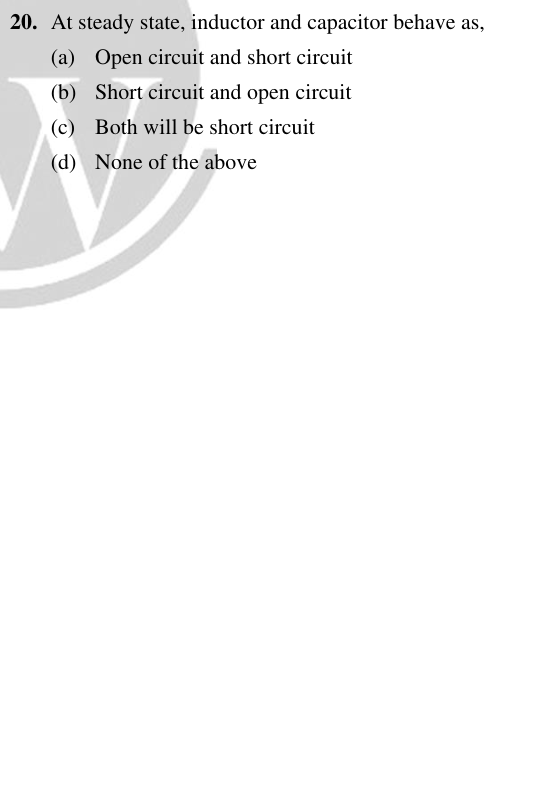 20. At steady state, inductor and capacitor behave as,
(a) Open circuit and short circuit
(b) Short circuit and open circuit
(c) Both will be short circuit
(d) None of the above